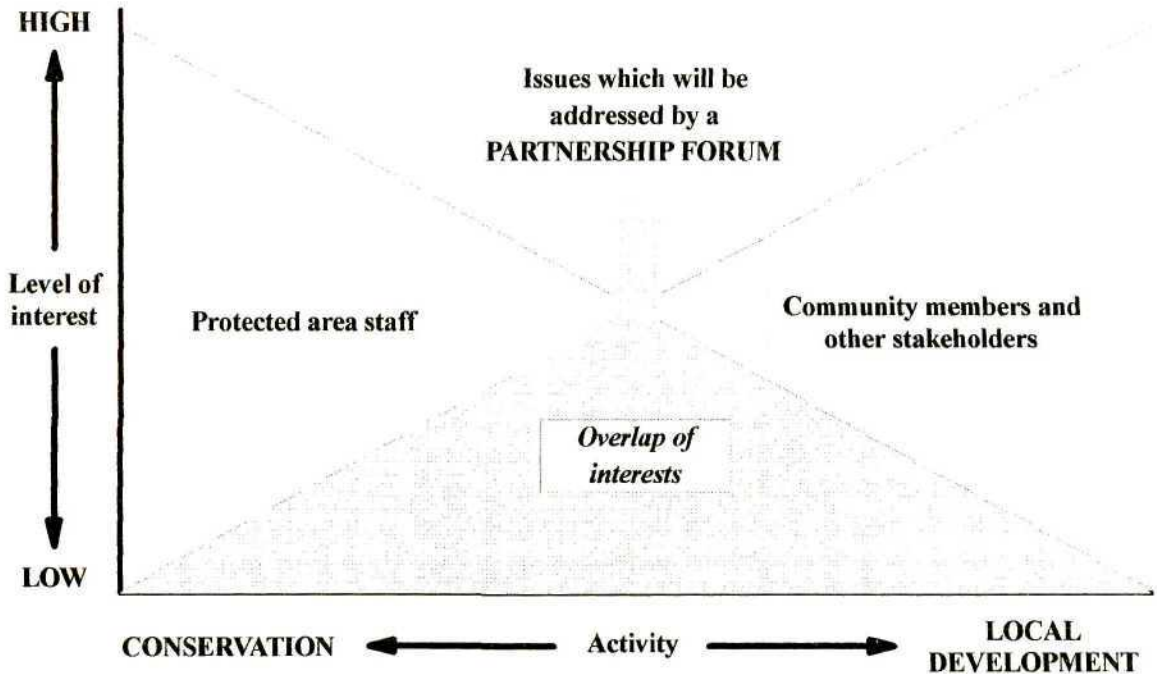 HIGH
Issues which will be
addressed by a
PARTNERSHIP FORUM
Level of
interest
Protected area staff
Community members and
other stakeholders
Overlap of
interests
LOW
CONSERVATION
Activity
LOCAL
DEVELOPMENT